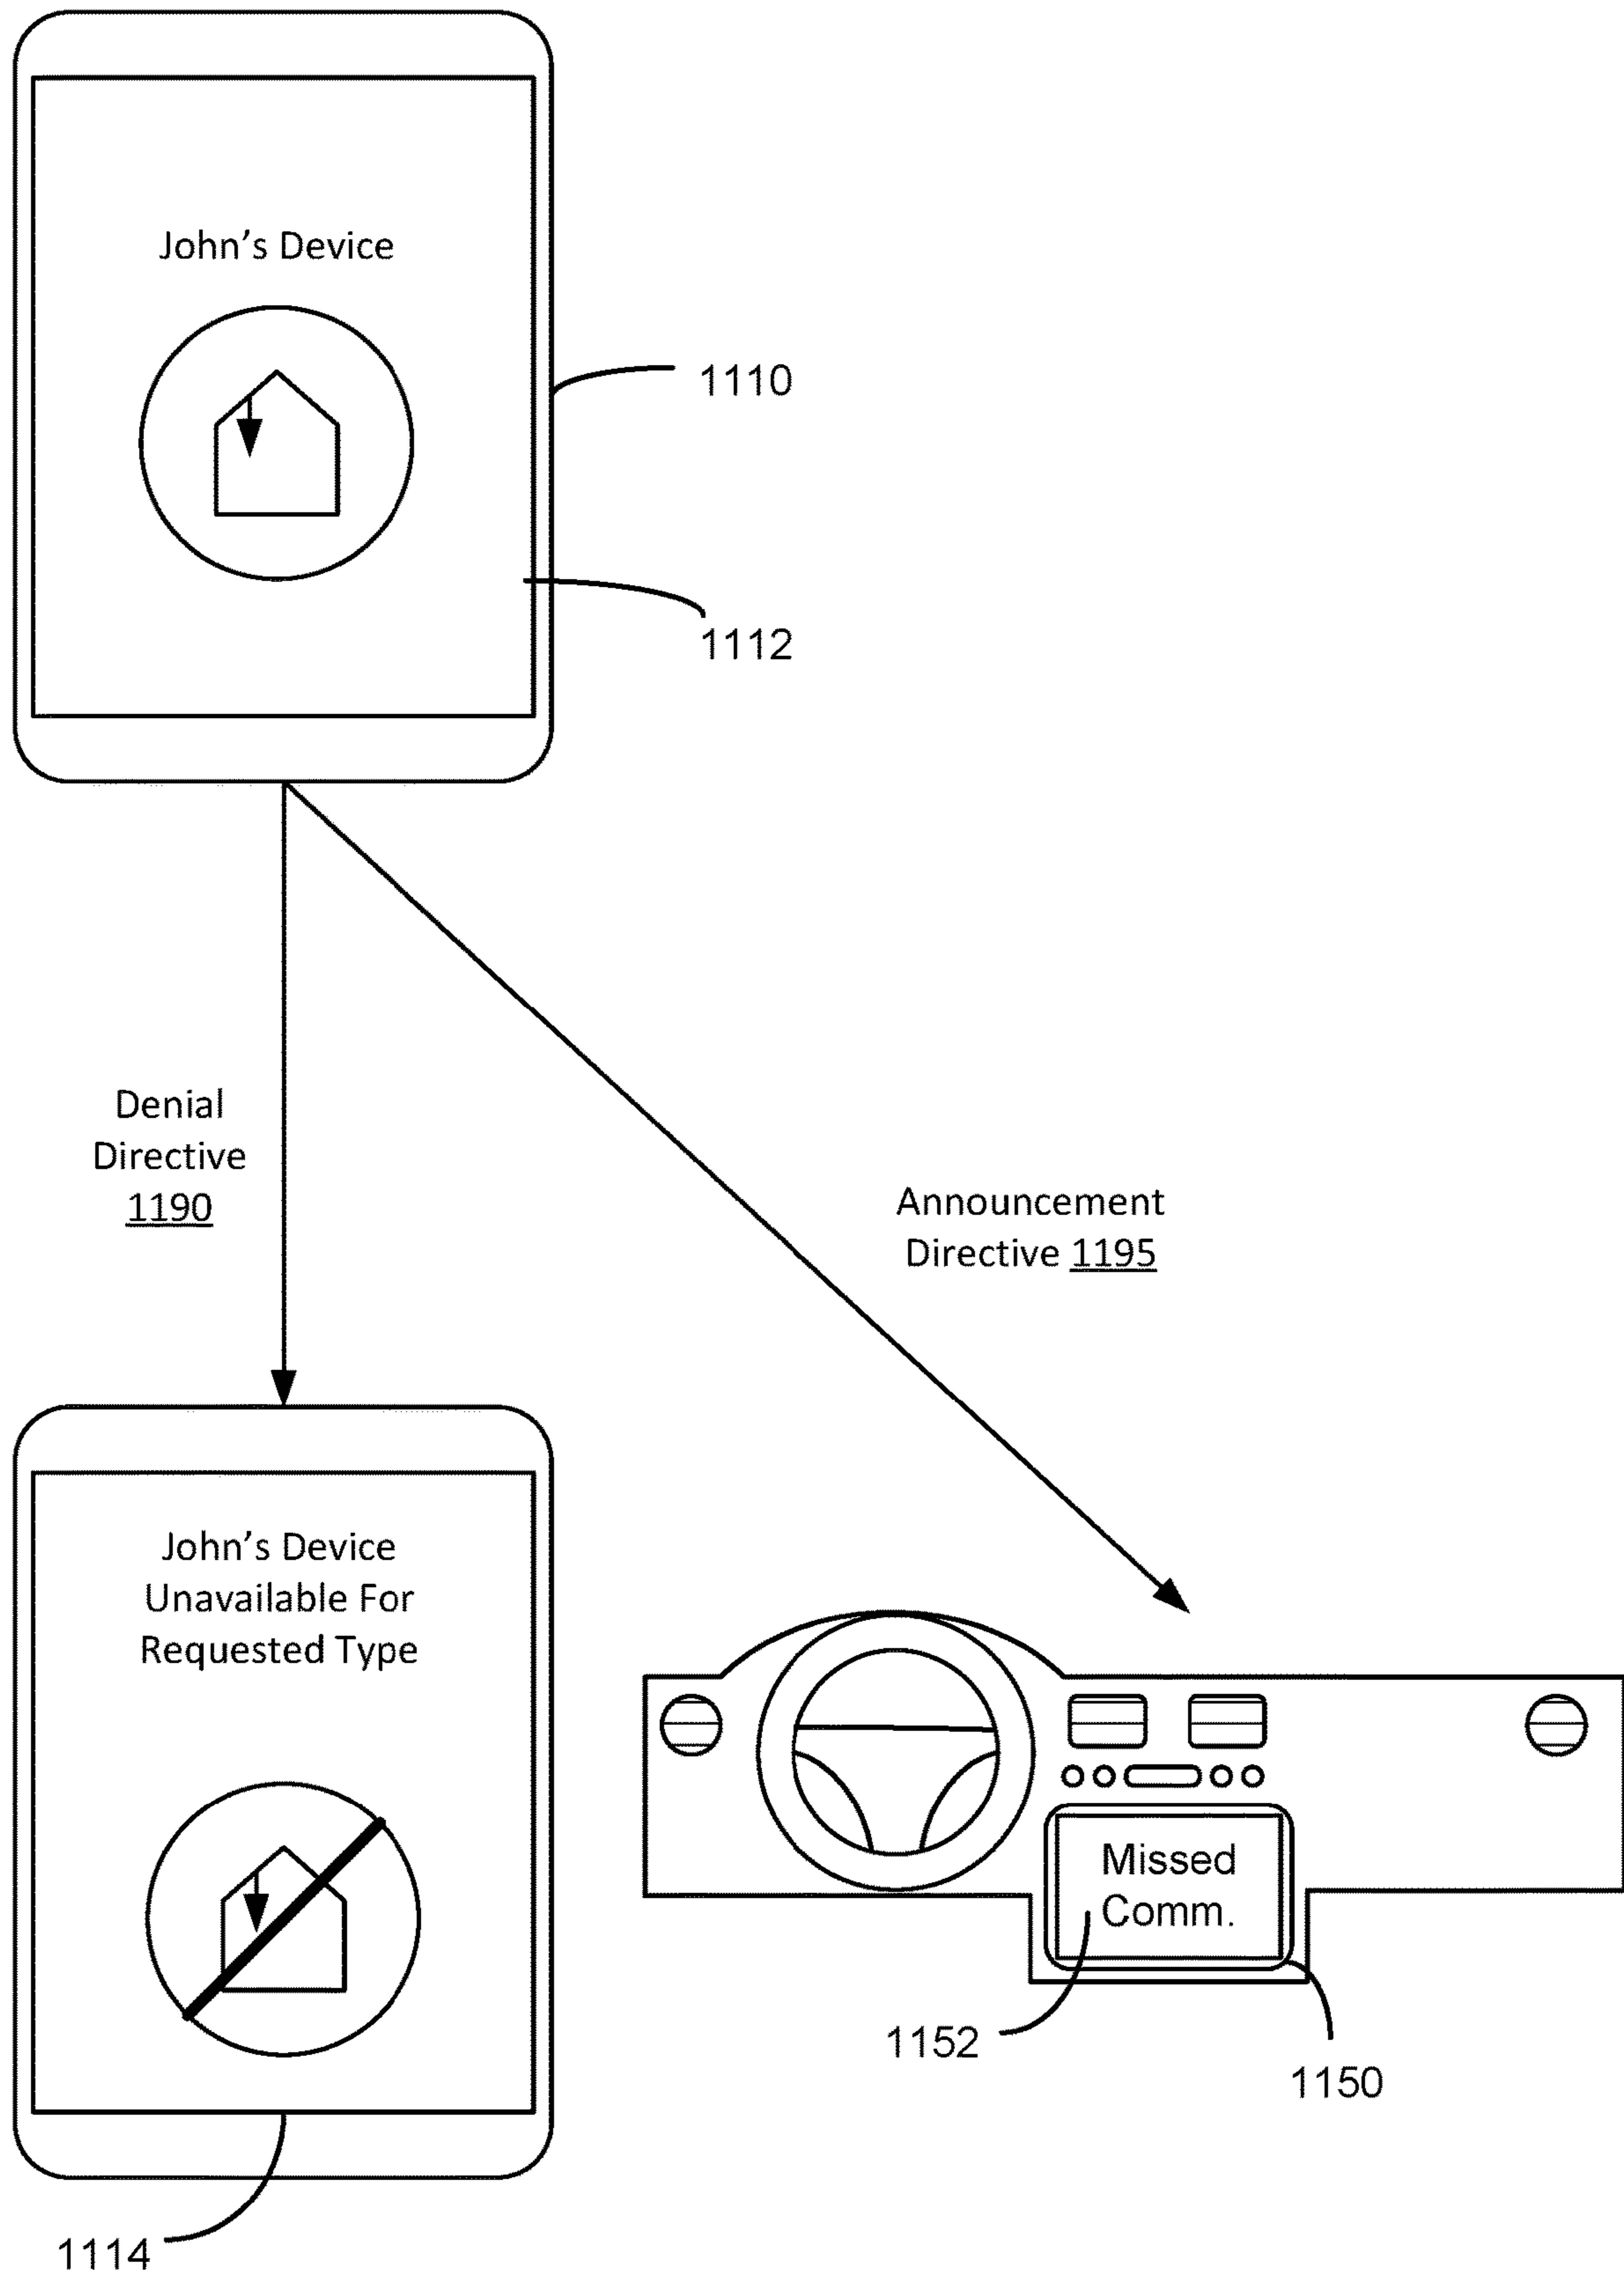 John's Device
1110
1112
Denial
Directive
1190
Announcement
Directive 1195
John's Device
Unavailable For
Requested Type
Missed
Comm.
1152
1150
1114